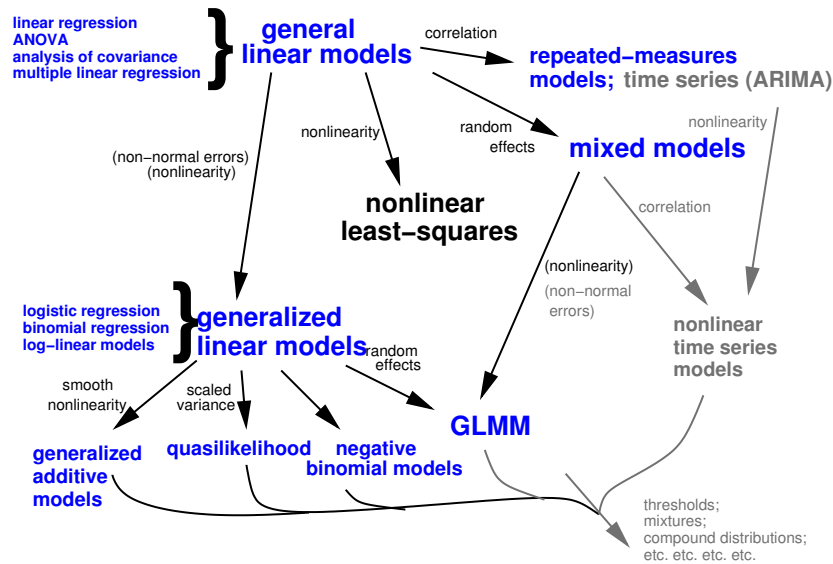 linear regression
ANOVA
analysis of covariance
multiple linear regression
general
linear models
correlation
repeated−measures
models; time series (ARIMA)
nonlinearity
random
effects
nonlinearity
mixed models
(non−normal errors)
(nonlinearity)
nonlinear
least−squares
correlation
(nonlinearity)
(non−normal
errors)
logistic regression
binomial regression
log−linear models
generalized
linear models
nonlinear
time series
models
random
effects
smooth
nonlinearity
scaled
variance
GLMM
generalized
additive
models
quasilikelihood
negative
binomial models
thresholds;
mixtures;
compound distributions;
etc. etc. etc. etc.